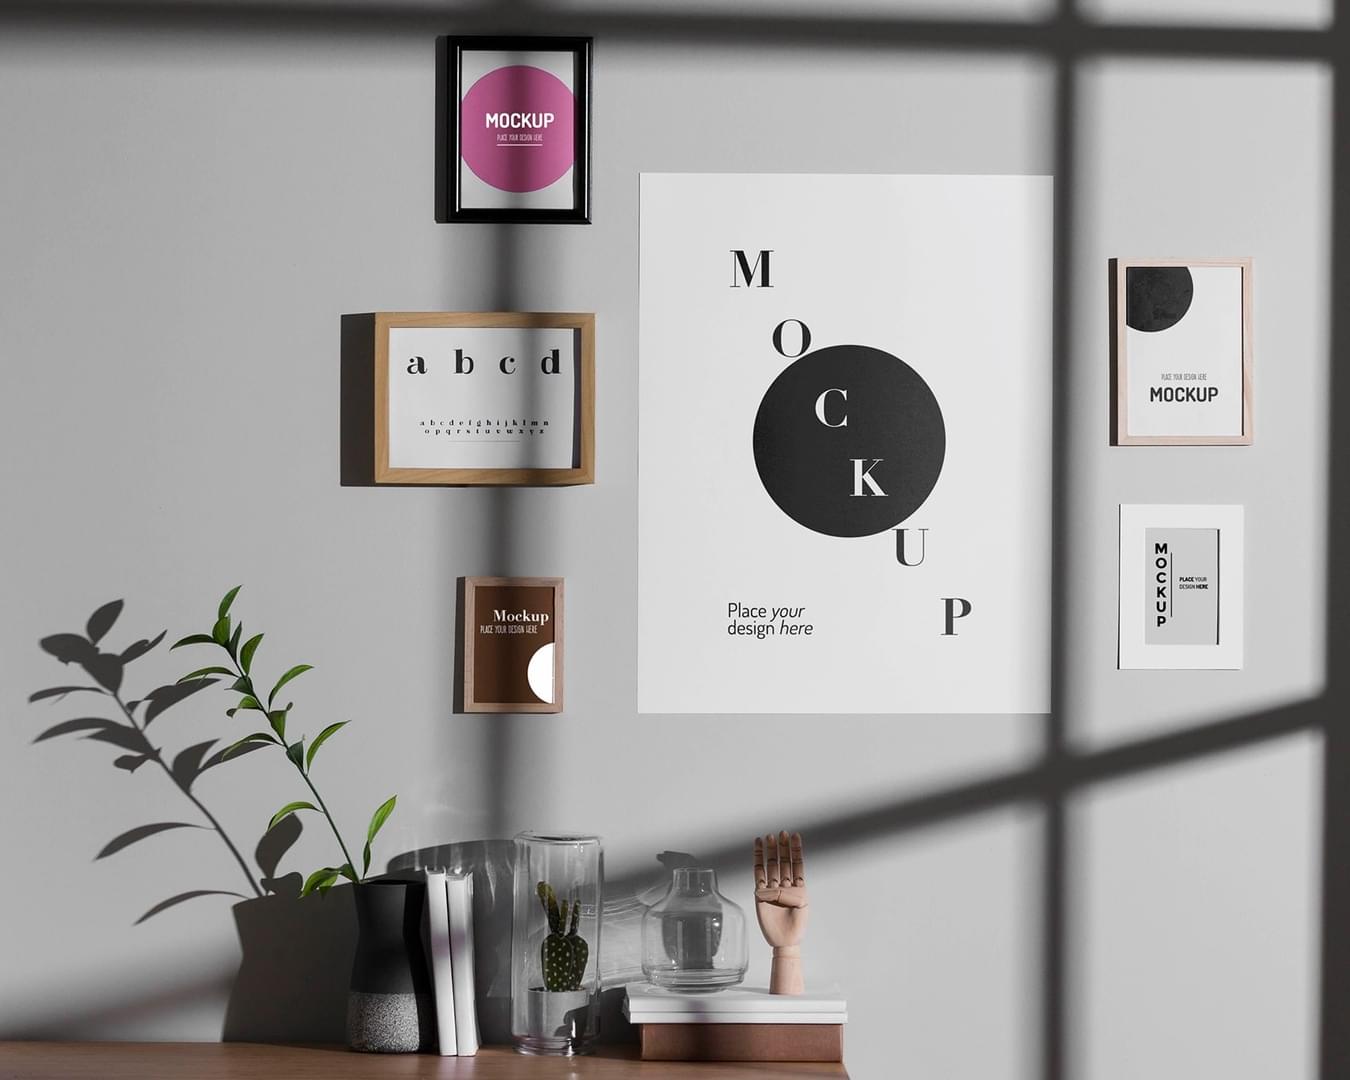 MOCKUP
PLACE YOUR DESIGN HERE
a b c d
a b c d e f g h i j k l m n
o p q r s t u v w x y z
Mockup
PLACE YOUR DESIGN HERE
M
O
C
K
U
P
Place your
design here
PLACE YOUR DESIGN HERE
MOCKUP
MOCKUP
PLACE YOUR
DESIGN HERE